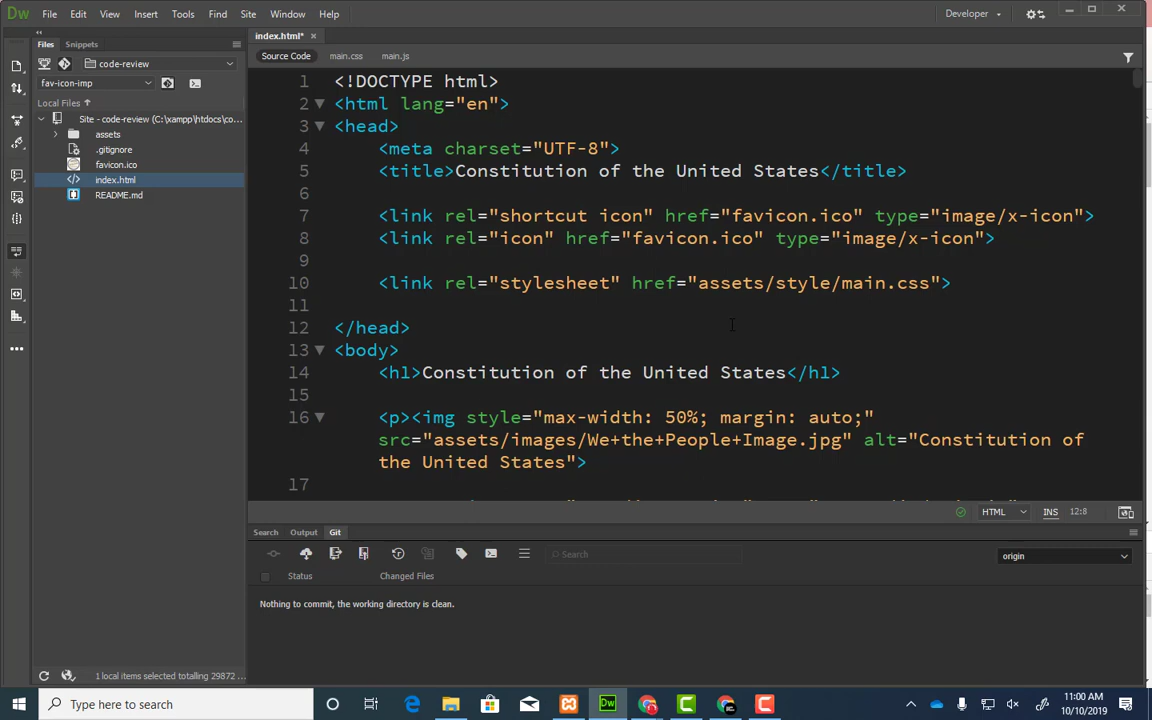 Dw File Edit View Insert Tools Find Site Window Help Developer
Files Snippets
index.html*
code-review
Source Code main.css main.js
fav-icon-imp
Local Files
Site - code-review (C:\xampp\htdocs\co...
assets
.gitignore
favicon.ico
index.html
README.md
1 <!DOCTYPE html>
2 <html lang="en">
3 <head>
4 <meta charset="UTF-8">
5 <title>Constitution of the United States</title>
6
7 <link rel="shortcut icon" href="favicon.ico" type="image/x-icon">
8 <link rel="icon" href="favicon.ico" type="image/x-icon">
9
10 <link rel="stylesheet" href="assets/style/main.css">
11
12 </head>
13 <body>
14 <h1>Constitution of the United States</h1>
15
16 <p><img style="max-width: 50%; margin: auto;"
src="assets/images/We+the+People+Image.jpg" alt="Constitution of
the United States">
17
HTML INS 12:8
Search Output Git
Search
origin
Status Changed Files
Nothing to commit, the working directory is clean.
1 local items selected totalling 29872 ...
Type here to search
Dw
11:00 AM
10/10/2019